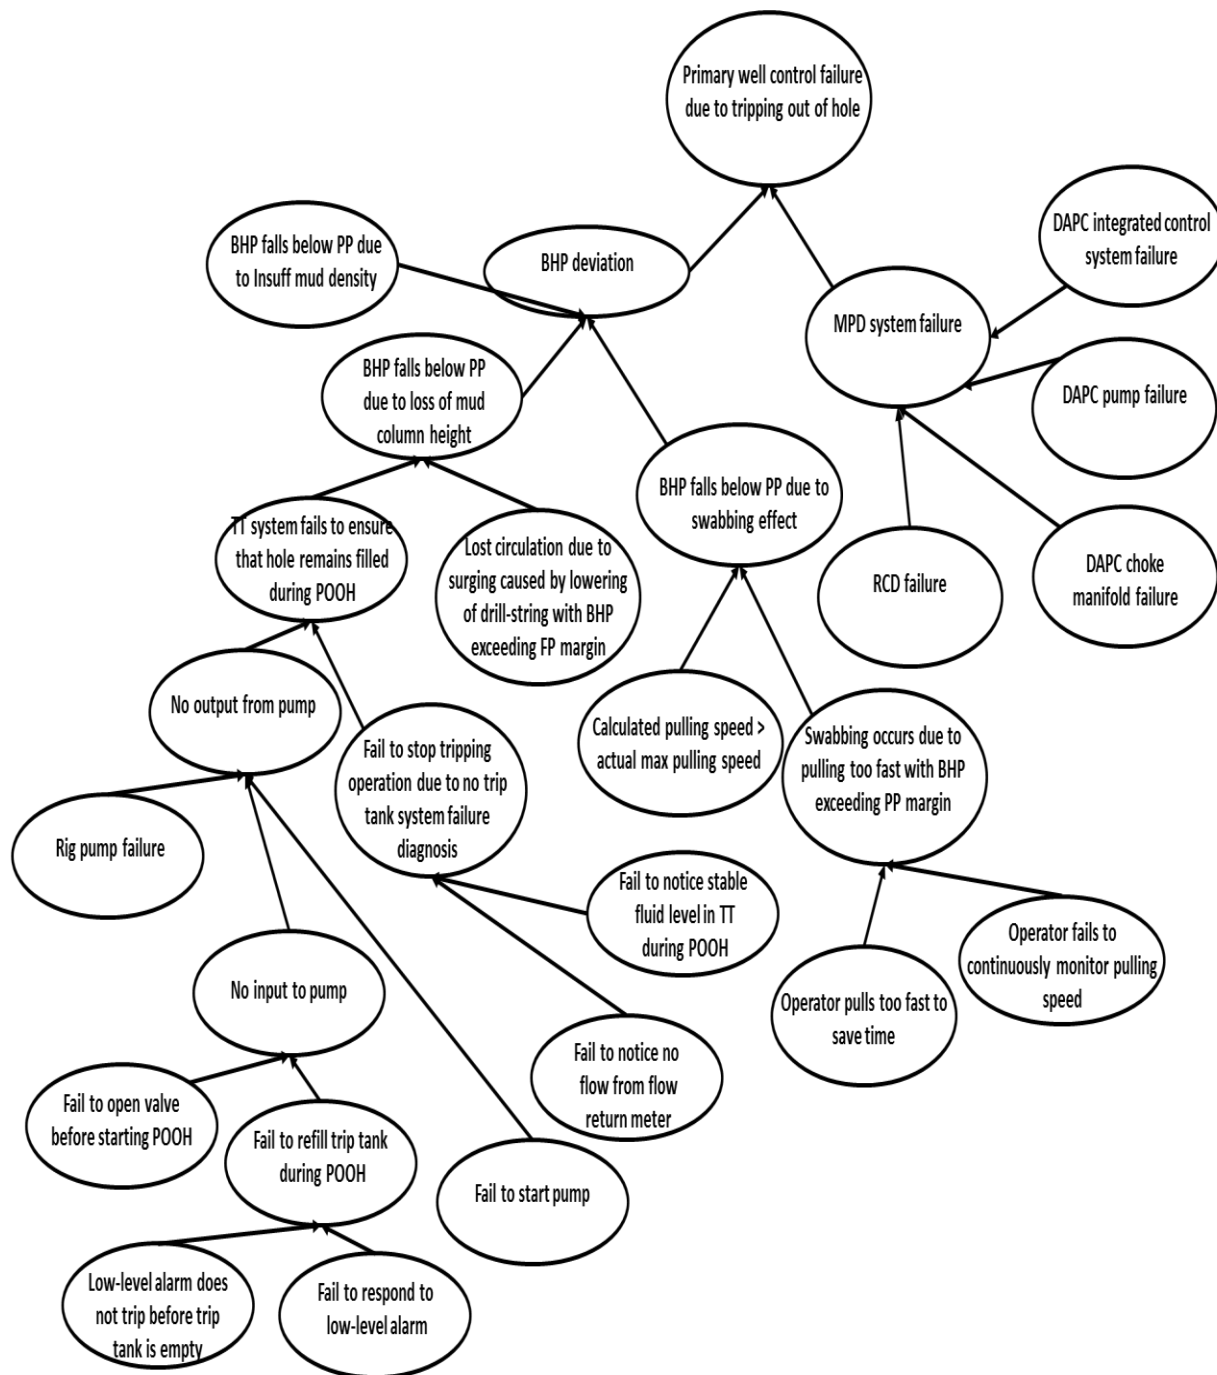 Primary well control failure
due to tripping out of hole
BHP falls below PP due
to Insuff mud density
BHP deviation
DAPC integrated control
system failure
MPD system failure
BHP falls below PP
due to loss of mud
column height
DAPC pump failure
BHP falls below PP due to
swabbing effect
TT system fails to ensure
that hole remains filled
during POOH
Lost circulation due to
surging caused by lowering
of drill-string with BHP
exceeding FP margin
RCD failure
DAPC choke
manifold failure
No output from pump
Fail to stop tripping
operation due to no trip
tank system failure
diagnosis
Calculated pulling speed >
actual max pulling speed
Swabbing occurs due to
pulling too fast with BHP
exceeding PP margin
Rig pump failure
Fail to notice stable
fluid level in TT
during POOH
Operator fails to
continuously monitor pulling
speed
No input to pump
Operator pulls too fast to
save time
Fail to notice no
flow from flow
return meter
Fail to open valve
before starting POOH
Fail to refill trip tank
during POOH
Fail to start pump
Low-level alarm does
not trip before trip
tank is empty
Fail to respond to
low-level alarm